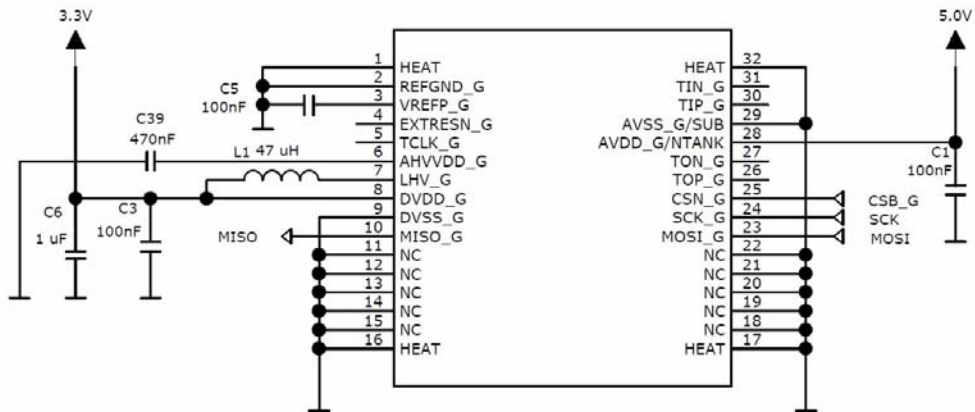 3.3V
5.0V
1 HEAT HEAT 32
2 REFGND_G TIN_G 31
C5
100nF
3 VREFP_G TIP_G 30
4 EXTRESN_G AVSS_G/SUB 29
C39
470nF
5 TCLK_G AVDD_G/NTANK 28
L1 47 uH
6 AHVVDD_G TON_G 27
C1
100nF
7 LHV_G TOP_G 26
8 DVDD_G CSN_G 25 CSB_G
C6
1 uF
C3
100nF
9 DVSS_G SCK_G 24 SCK
MISO 10 MISO_G MOSI_G 23 MOSI
11 NC NC 22
12 NC NC 21
13 NC NC 20
14 NC NC 19
15 NC NC 18
16 HEAT HEAT 17